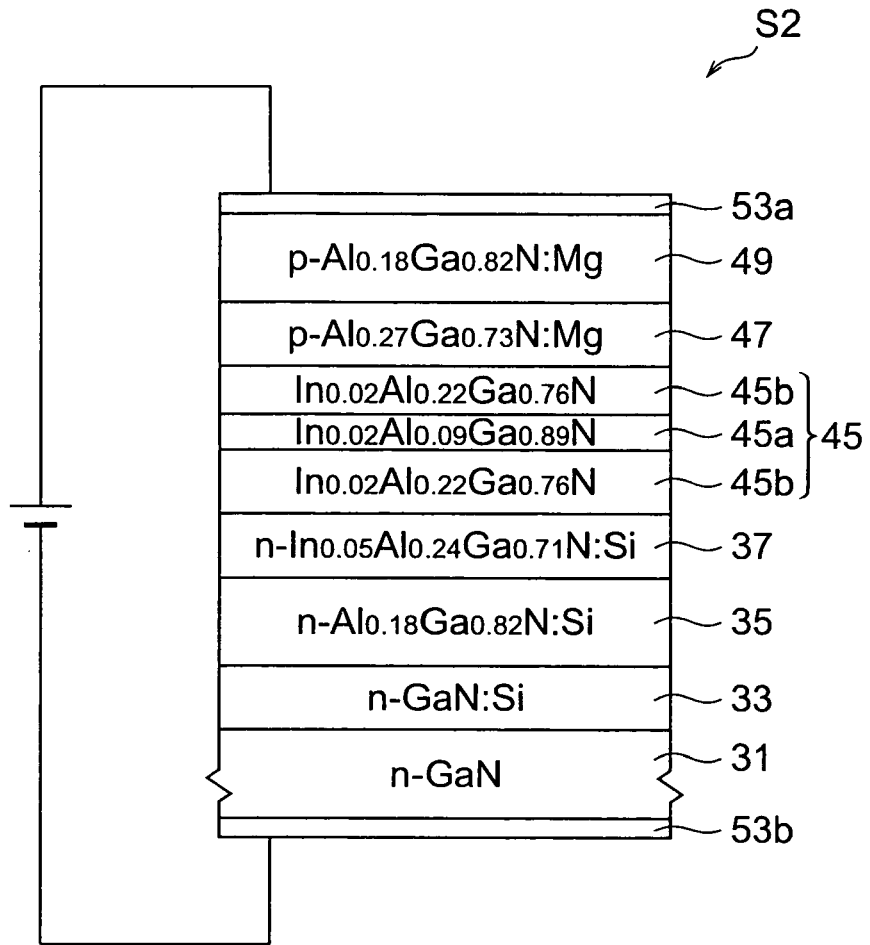 S2
53a
p-Al0.18Ga0.82N:Mg 49
p-Al0.27Ga0.73N:Mg 47
In0.02Al0.22Ga0.76N 45b
In0.02Al0.09Ga0.89N 45a 45
In0.02Al0.22Ga0.76N 45b
n-In0.05Al0.24Ga0.71N:Si 37
n-Al0.18Ga0.82N:Si 35
n-GaN:Si 33
n-GaN 31
53b